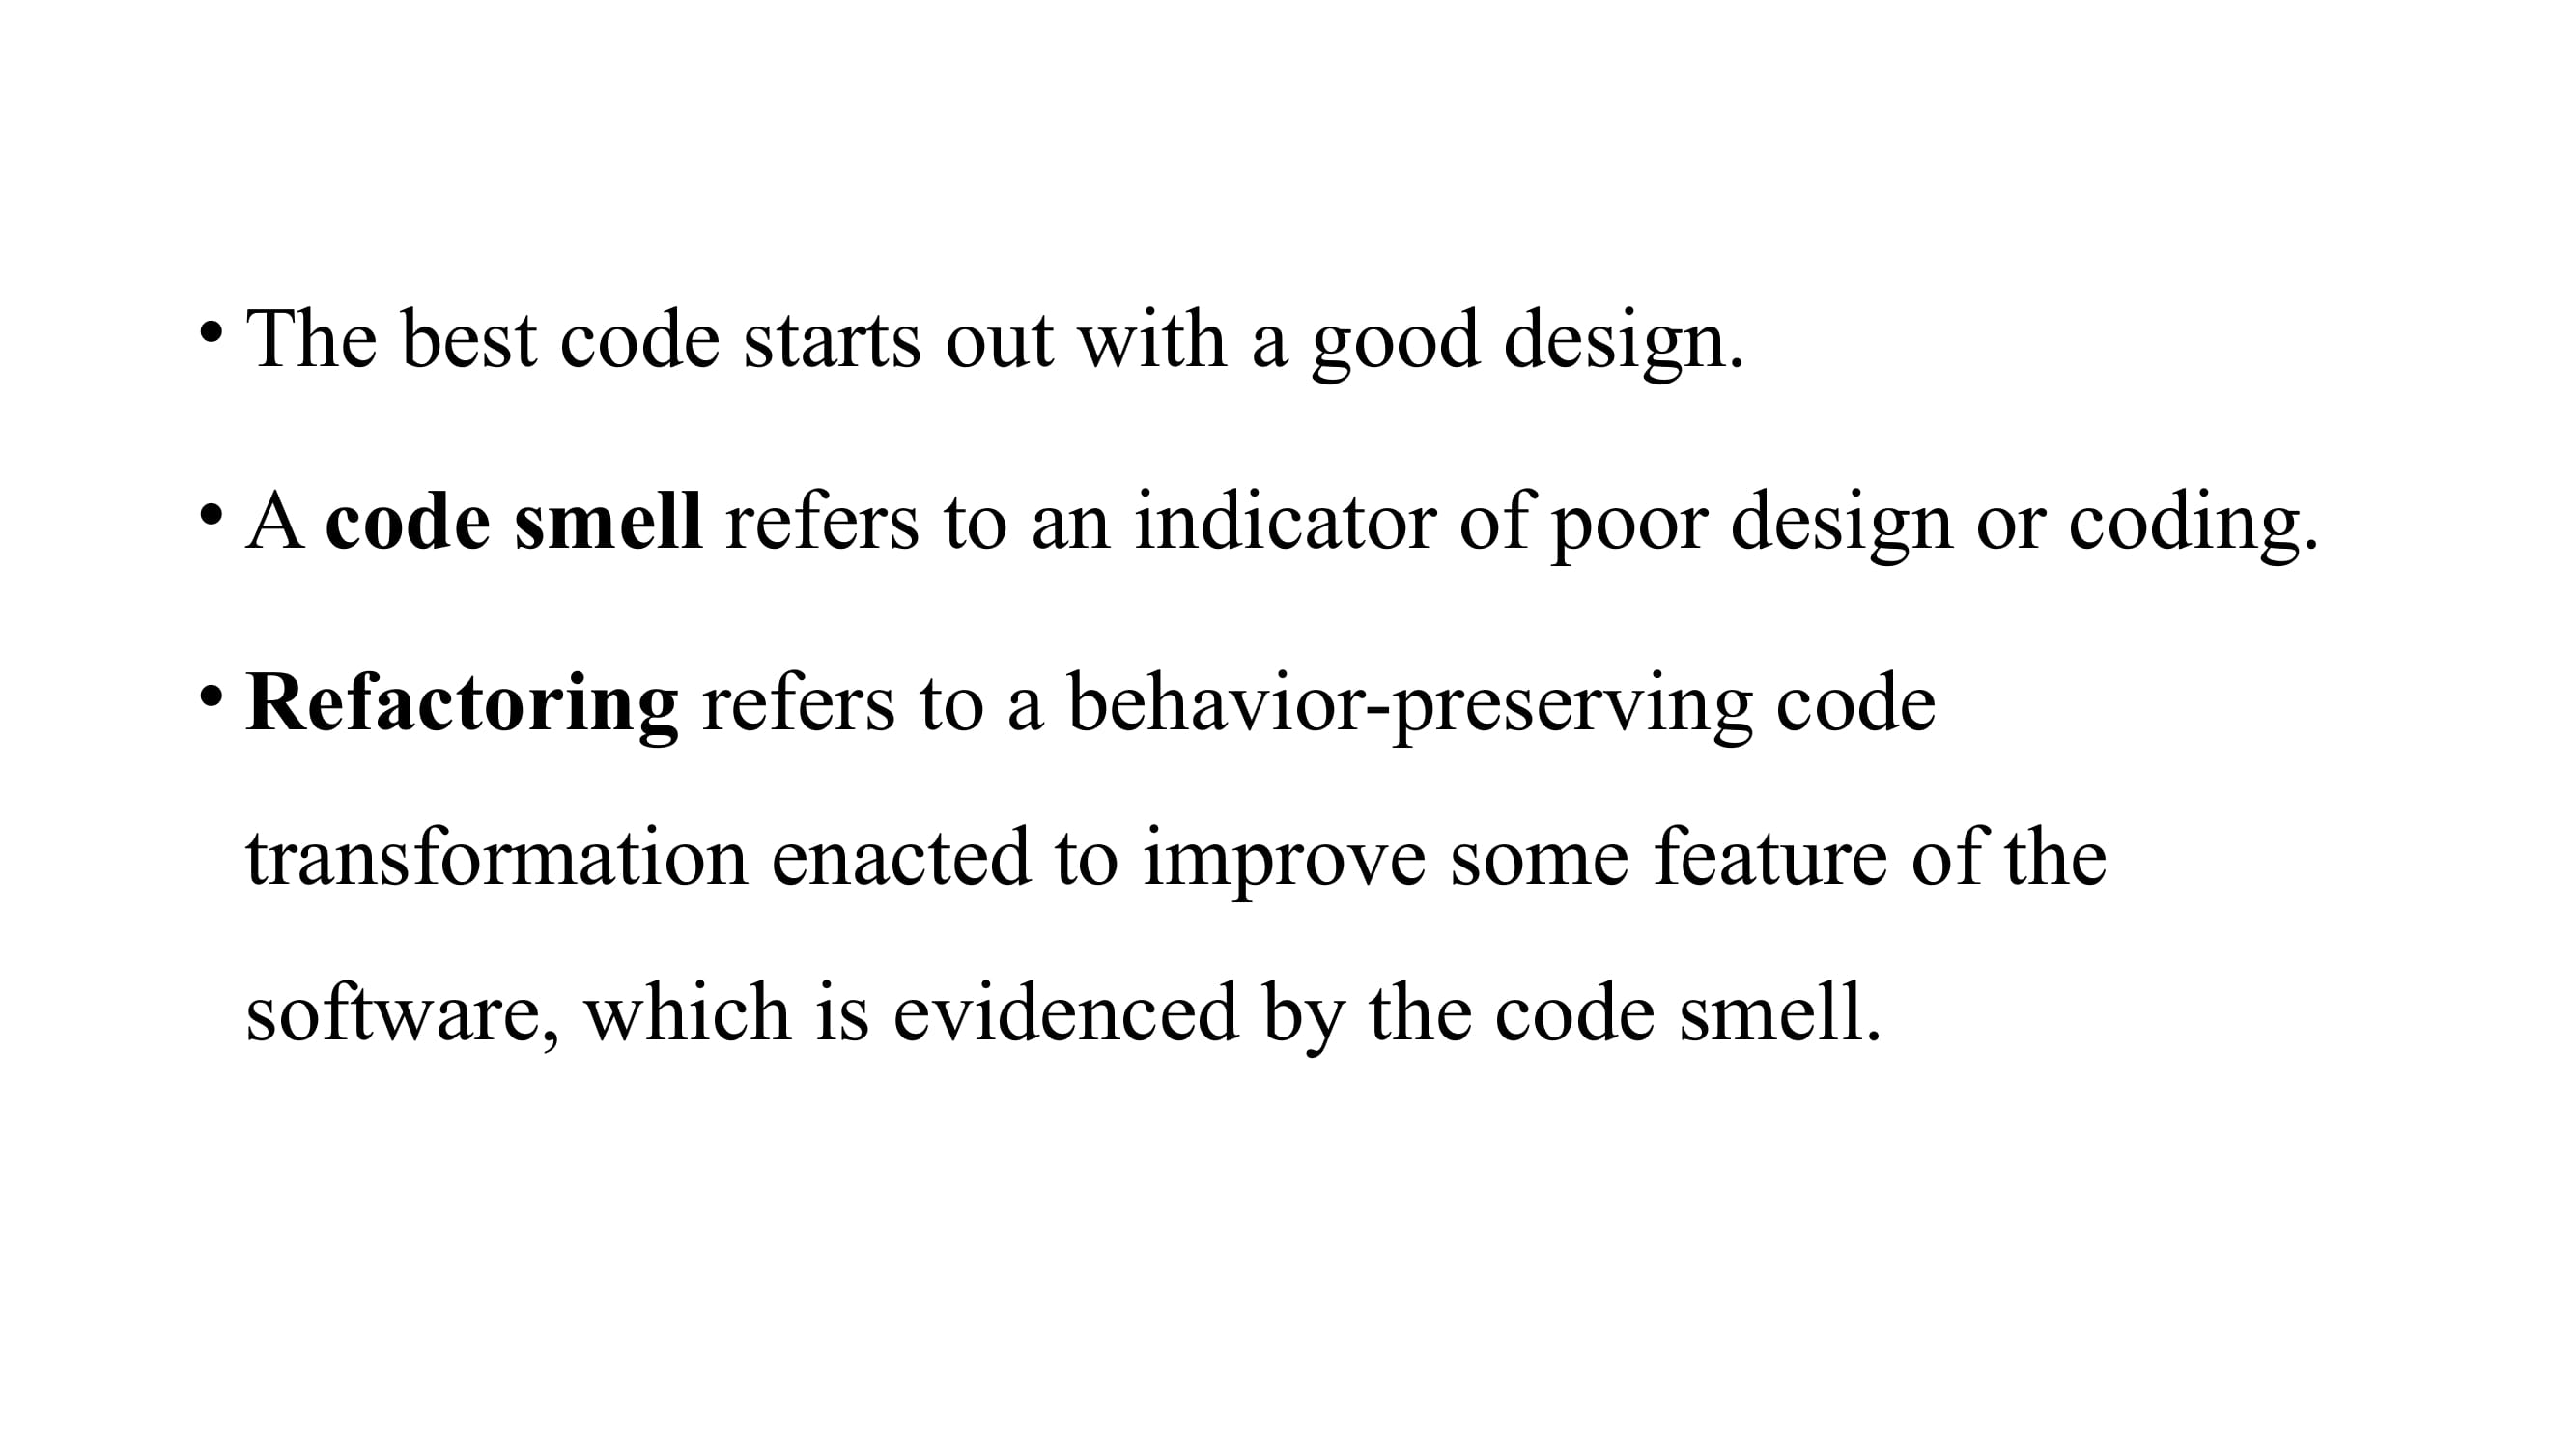 • The best code starts out with a good design.
• A code smell refers to an indicator of poor design or coding.
• Refactoring refers to a behavior-preserving code
transformation enacted to improve some feature of the
software, which is evidenced by the code smell.